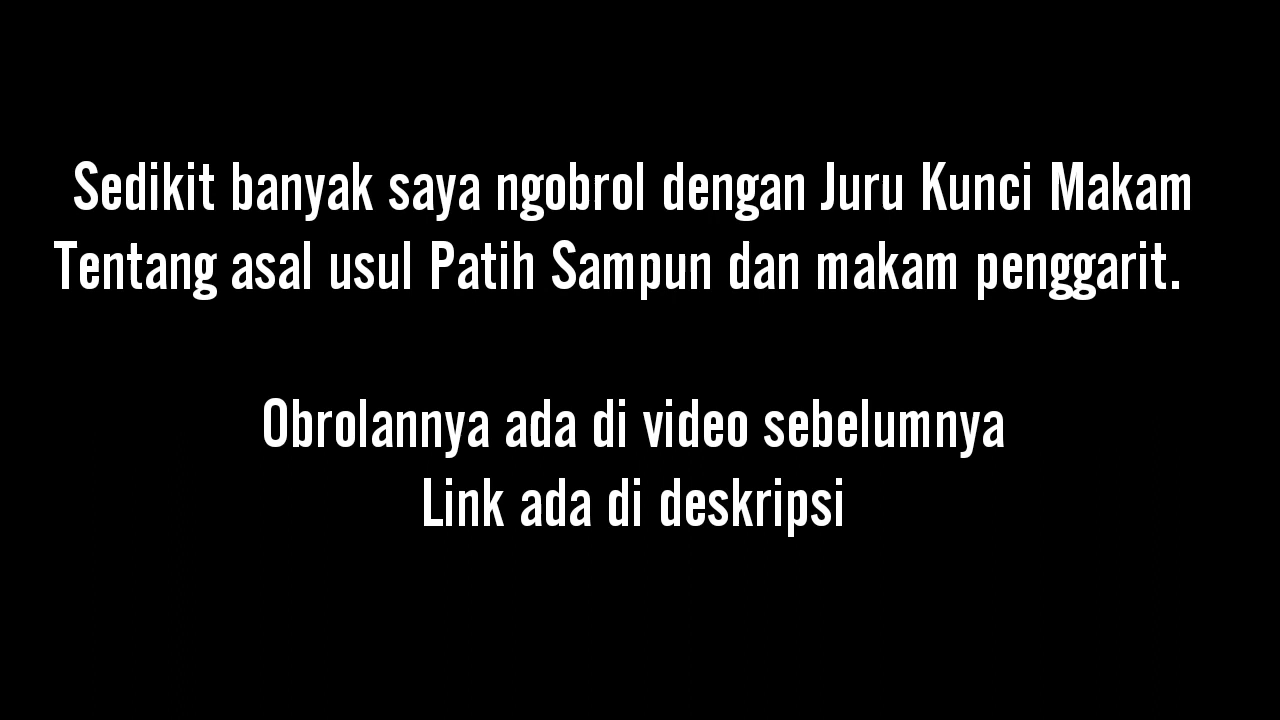 Sedikit banyak saya ngobrol dengan Juru Kunci Makam
Tentang asal usul Patih Sampun dan makam penggarit.
Obrolannya ada di video sebelumnya
Link ada di deskripsi